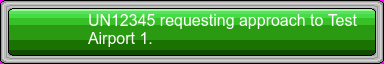 UN12345 requesting approach to Test
Airport 1.